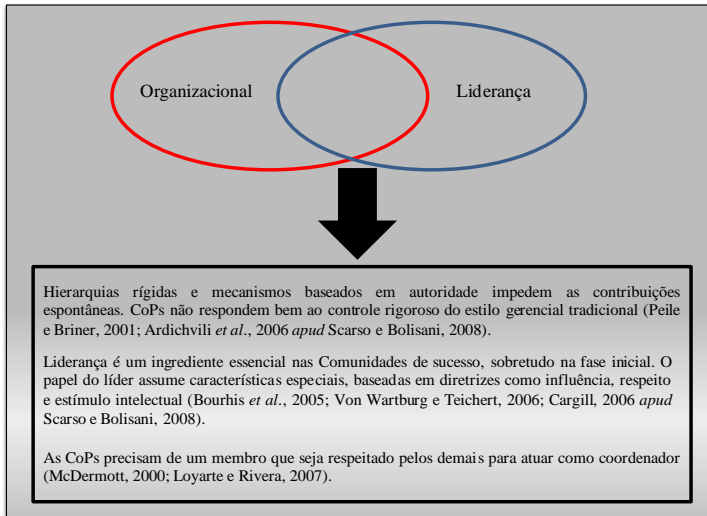 Organizacional
Liderança
Hierarquias rígidas e mecanismos baseados em autoridade impedem as contribuições
espontâneas. CoPs não respondem bem ao controle rigoroso do estilo gerencial tradicional (Peile
e Briner, 2001; Ardichvili et al., 2006 apud Scarso e Bolisani, 2008).
Liderança é um ingrediente essencial nas Comunidades de sucesso, sobretudo na fase inicial. O
papel do líder assume características especiais, baseadas em diretrizes como influência, respeito
e estímulo intelectual (Bourhis et al., 2005; Von Wartburg e Teichert, 2006; Cargill, 2006 apud
Scarso e Bolisani, 2008).
As CoPs precisam de um membro que seja respeitado pelos demais para atuar como coordenador
(McDermott, 2000; Loyarte e Rivera, 2007).